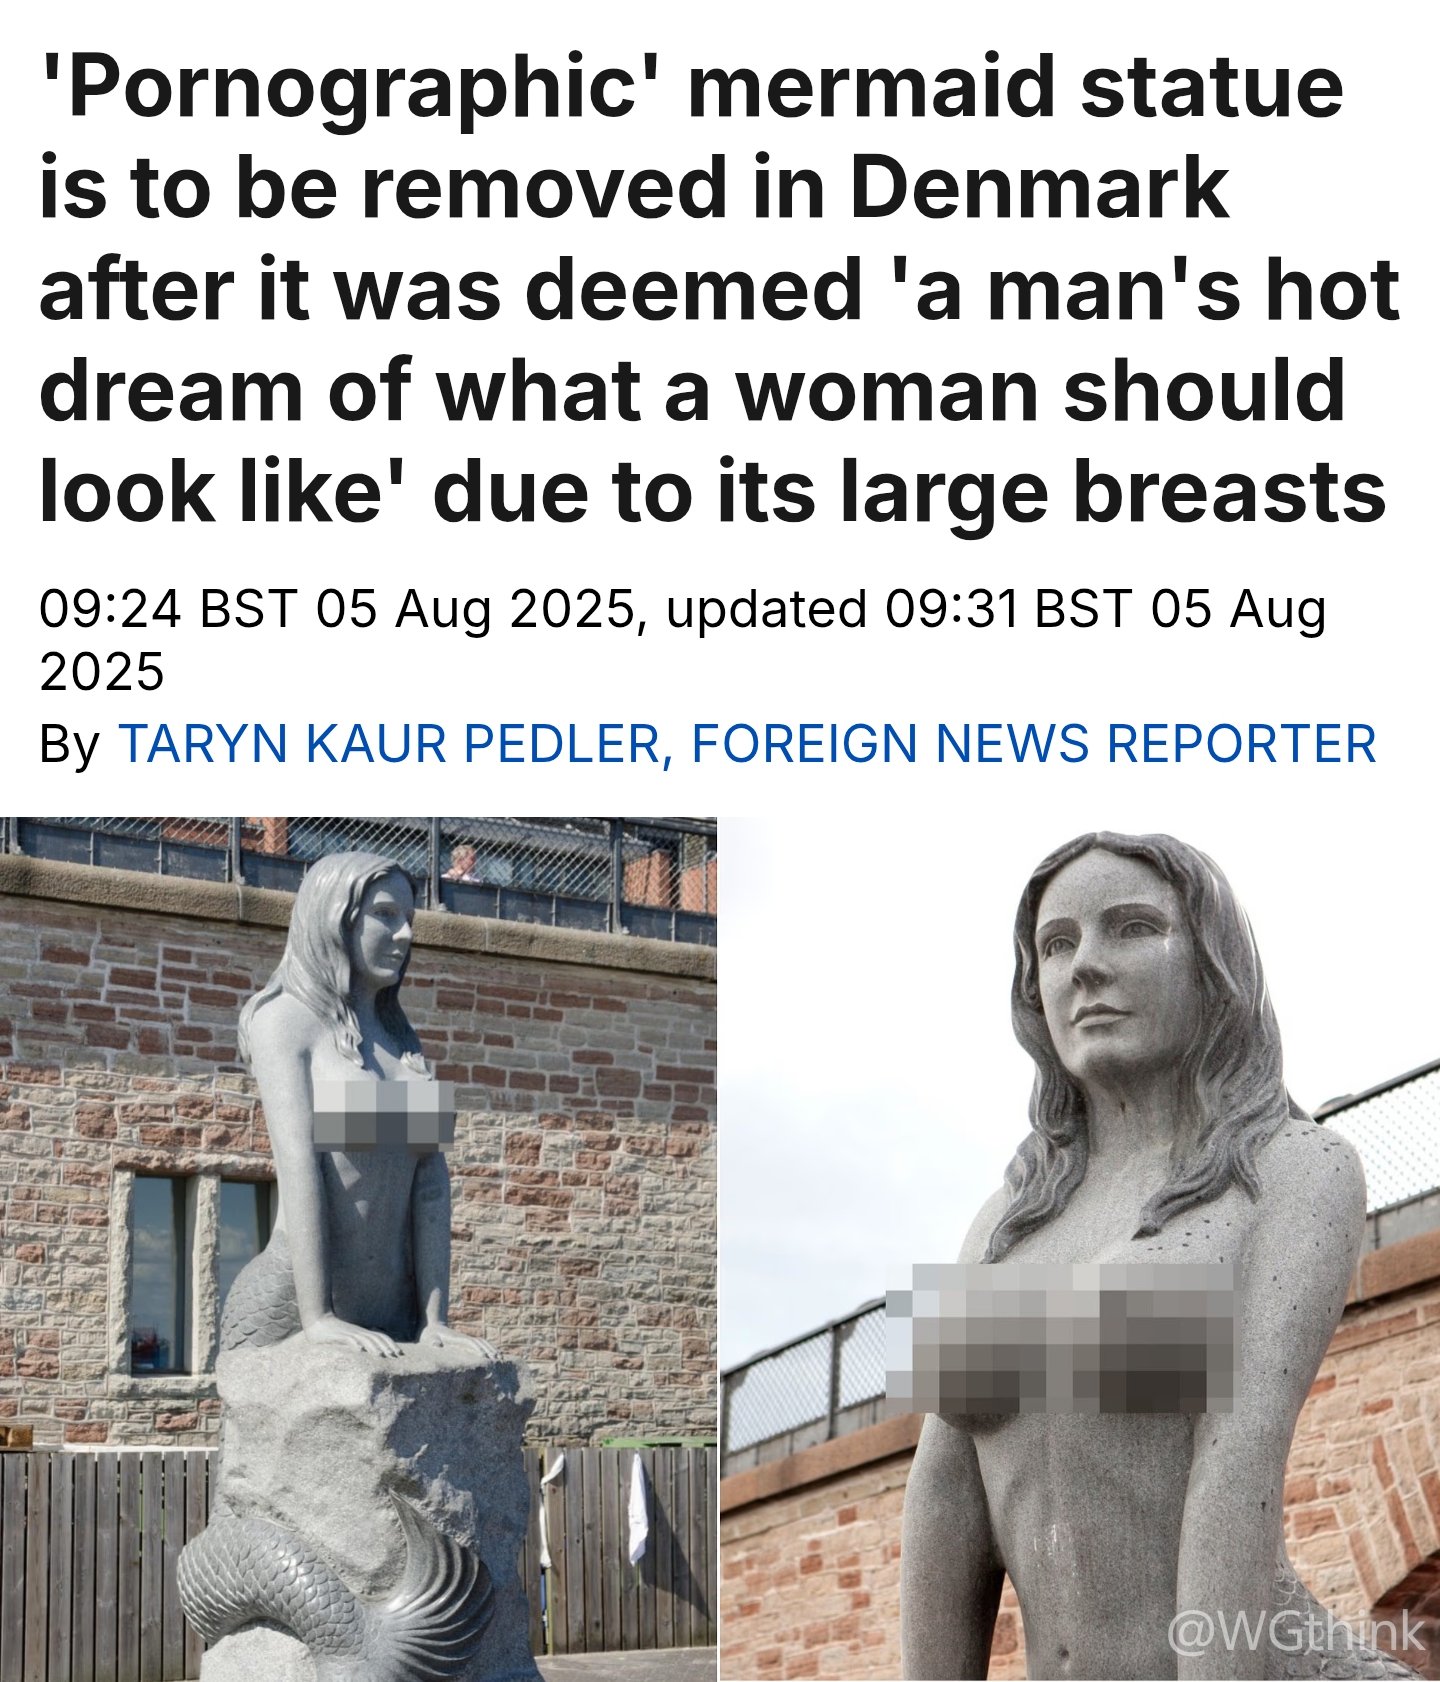 'Pornographic' mermaid statue
is to be removed in Denmark
after it was deemed 'a man's hot
dream of what a woman should
look like' due to its large breasts
09:24 BST 05 Aug 2025, updated 09:31 BST 05 Aug
2025
By TARYN KAUR PEDLER, FOREIGN NEWS REPORTER
@WGthink